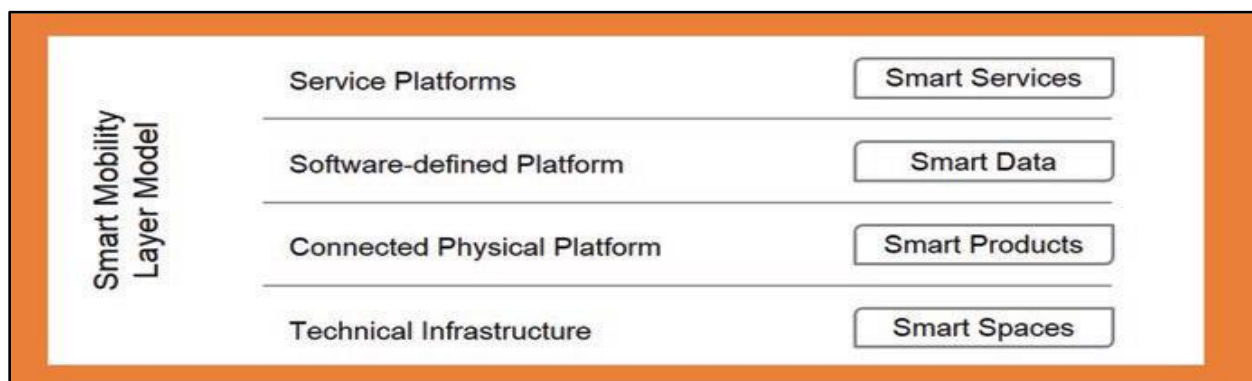 Smart Mobility
Layer Model
Service Platforms
Smart Services
Software-defined Platform
Smart Data
Connected Physical Platform
Smart Products
Technical Infrastructure
Smart Spaces